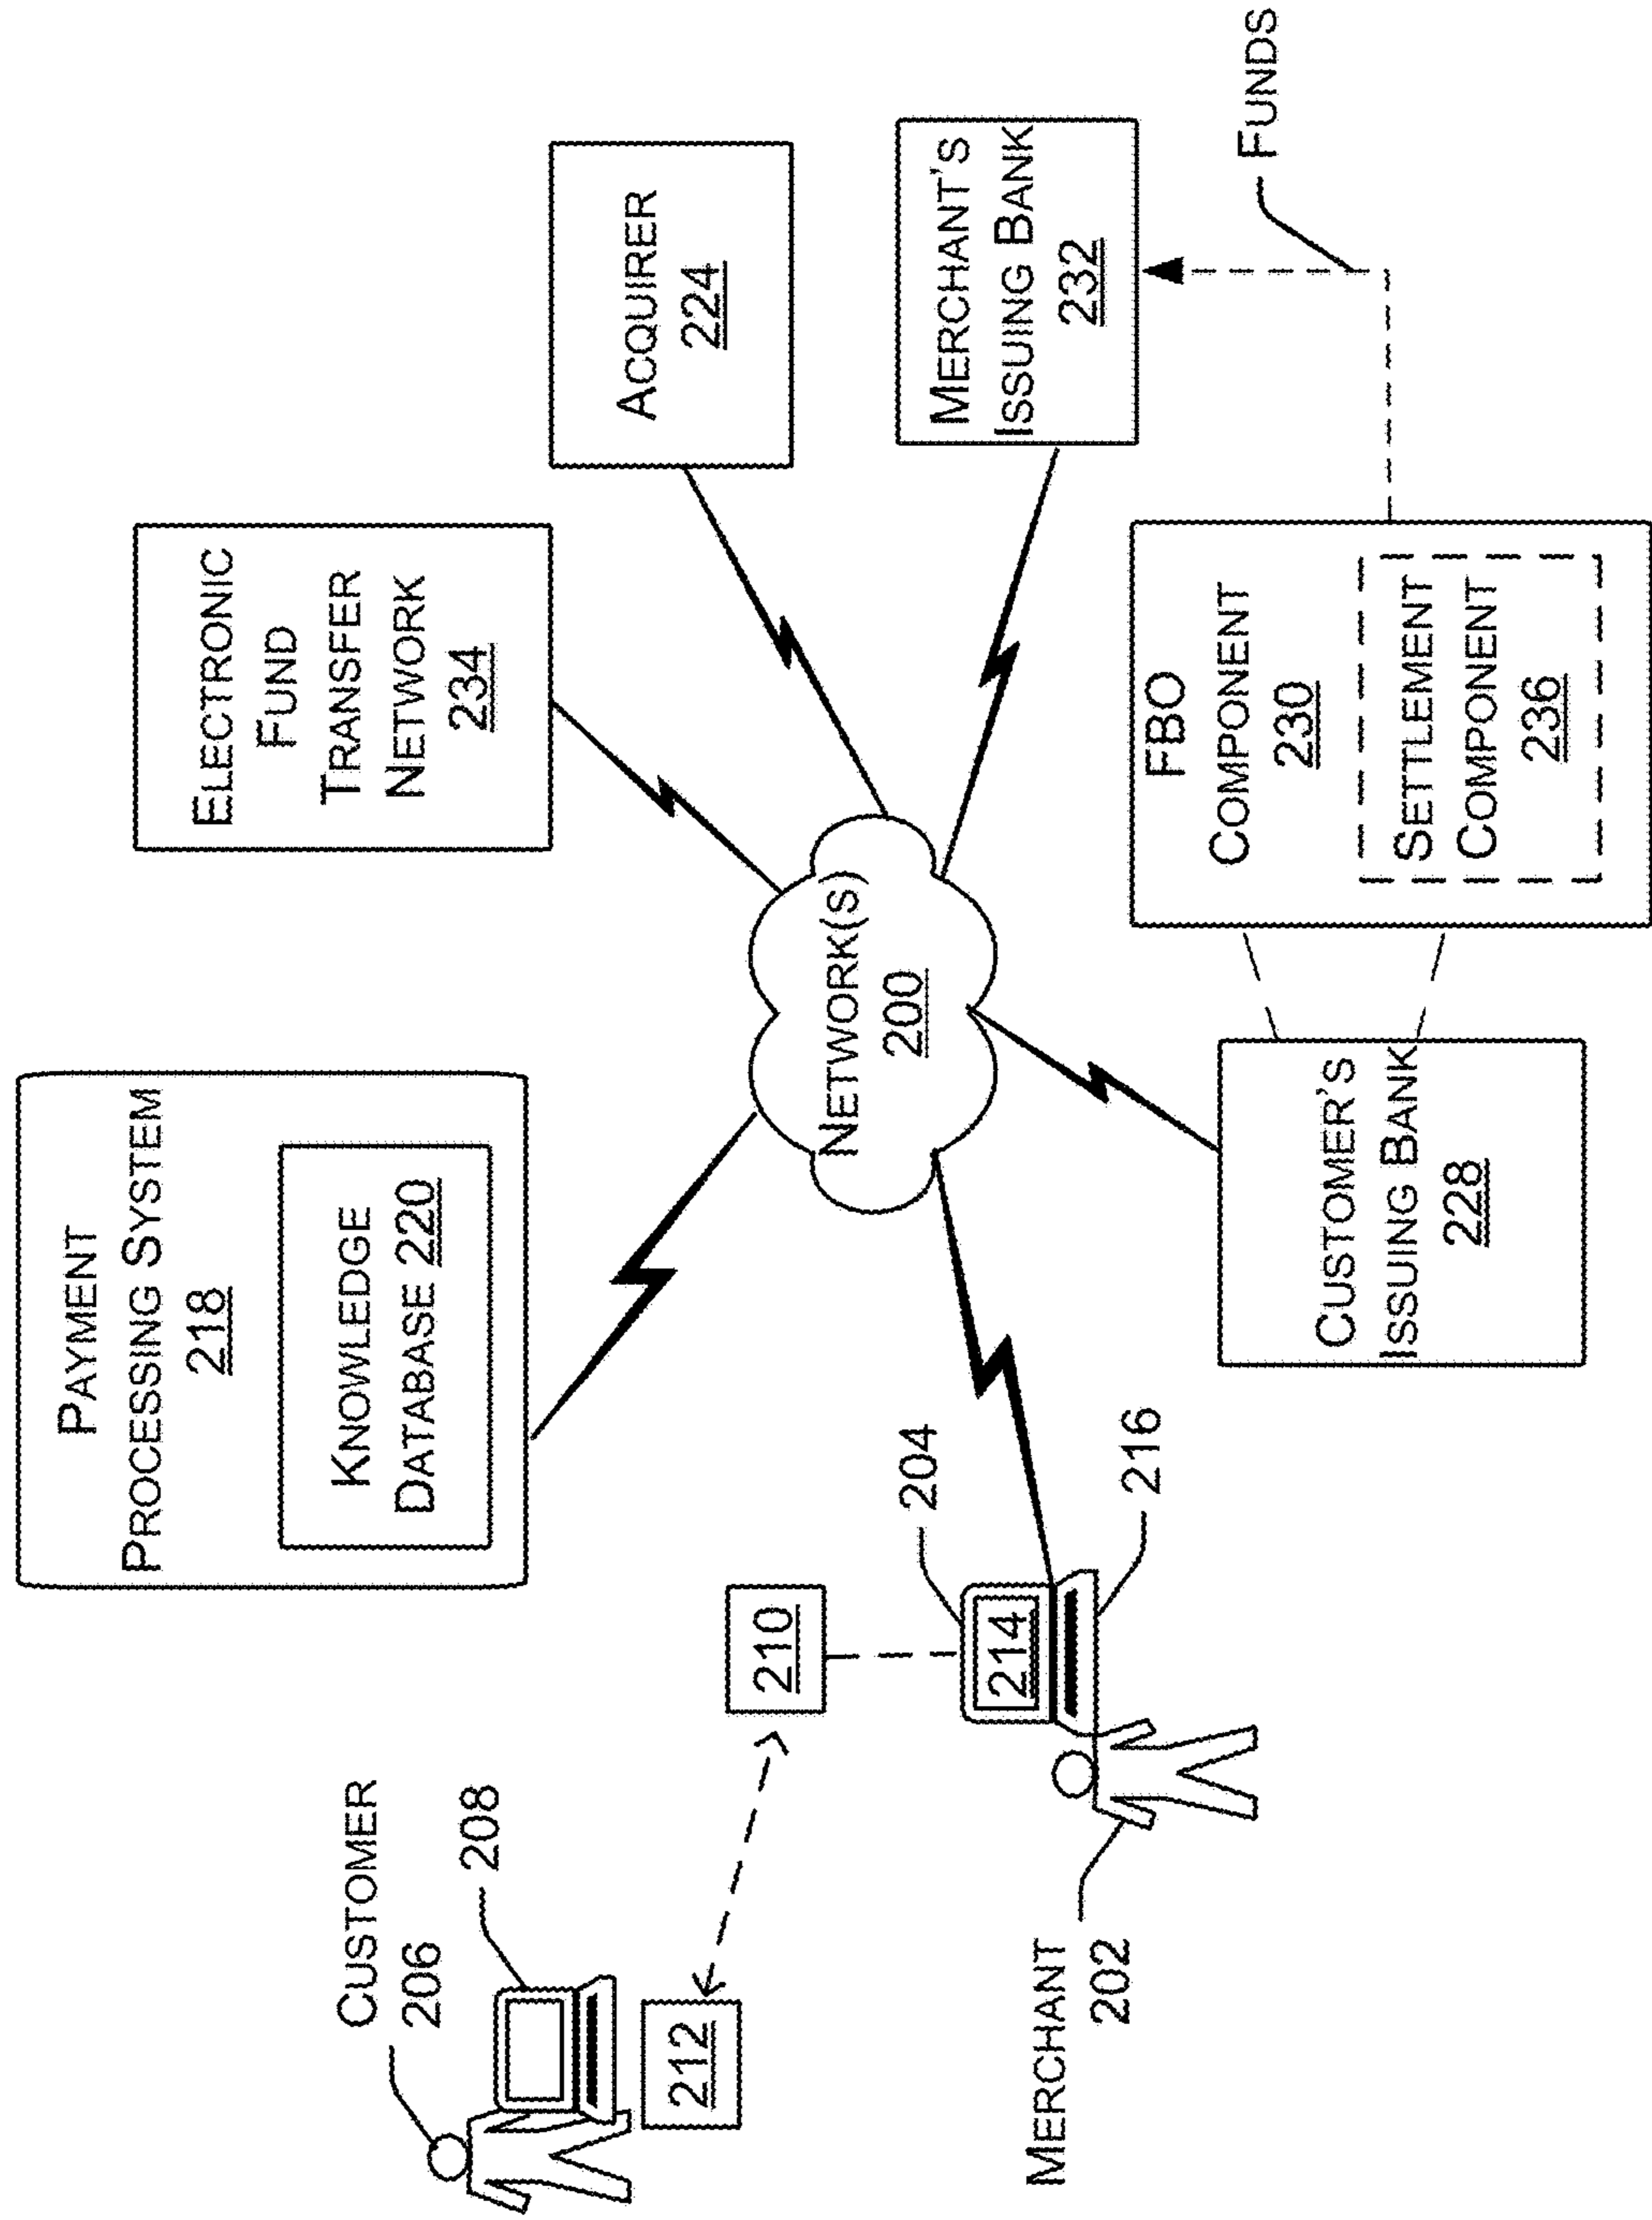 PAYMENT
PROCESSING SYSTEM
218
KNOWLEDGE
DATABASE 220
ELECTRONIC
FUND
TRANSFER
NETWORK
234
ACQUIRER
224
CUSTOMER
206
208
212
210
NETWORK(S)
200
204
214
216
MERCHANT
202
MERCHANT'S
ISSUING BANK
232
CUSTOMER'S
ISSUING BANK
228
FBO
COMPONENT
230
SETTLEMENT
COMPONENT
236
FUNDS